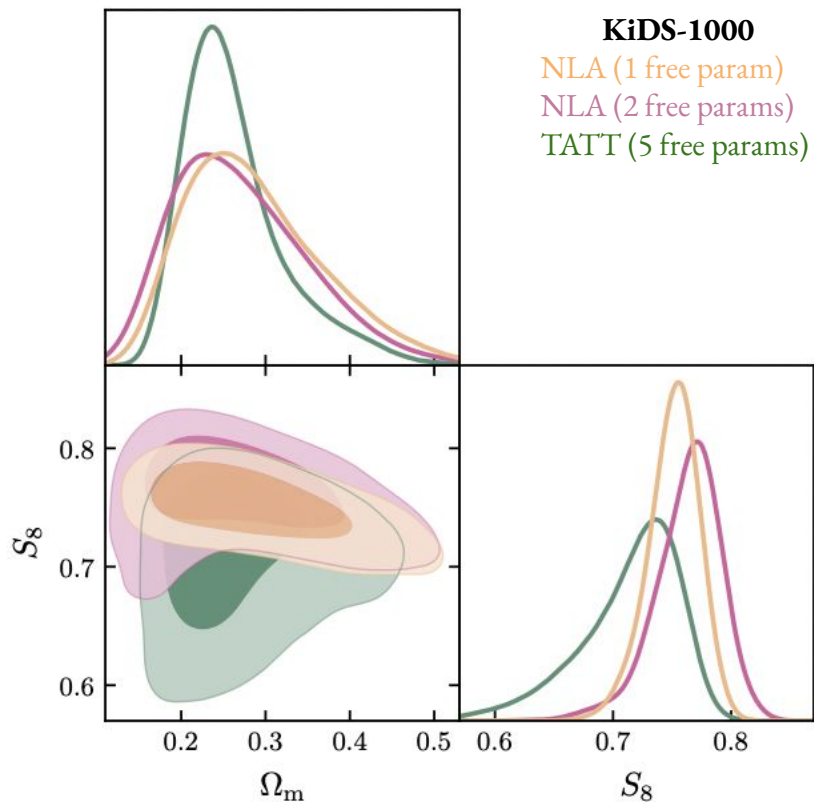 KiDS-1000
NLA (1 free param)
NLA (2 free params)
TATT (5 free params)
0.8
0.7
0.6
S₈
0.2 0.3 0.4 0.5
Ωₘ
0.6 0.7 0.8
S₈